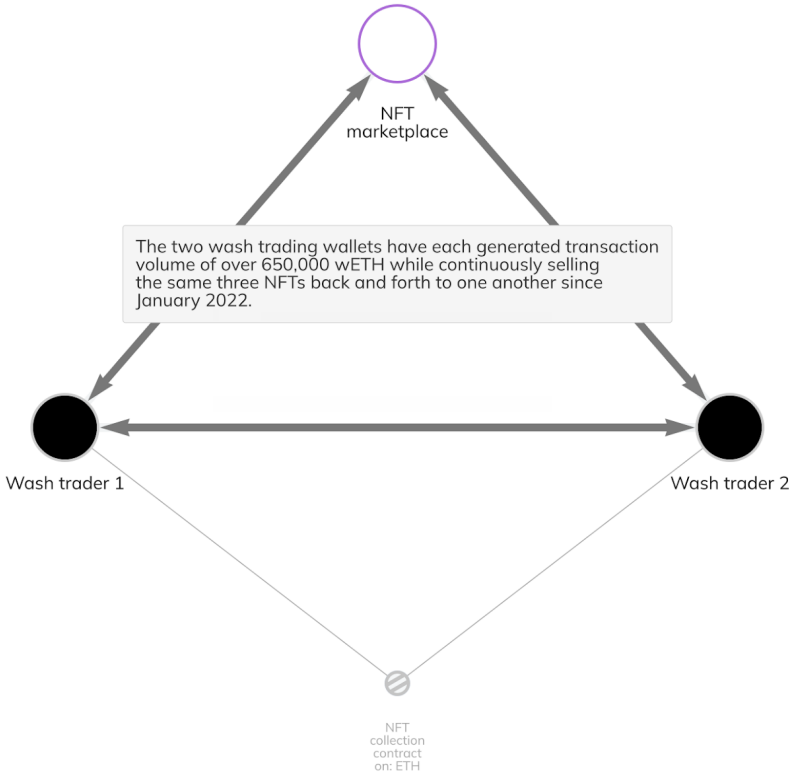 NFT
marketplace
The two wash trading wallets have each generated transaction
volume of over 650,000 wETH while continuously selling
the same three NFTs back and forth to one another since
January 2022.
Wash trader 1
Wash trader 2
NFT
collection
contract
on: ETH